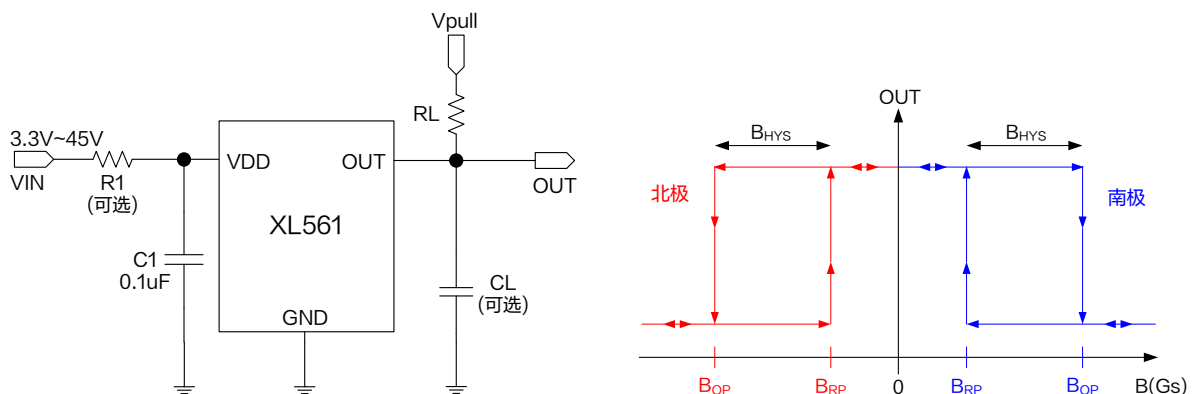 Vpull
RL
3.3V~45V
VIN
R1
(可选)
VDD
OUT
OUT
XL561
C1
0.1uF
CL
(可选)
GND
OUT
BHYS
BHYS
北极
南极
BOP
BRP
0
BRP
BOP
B(Gs)